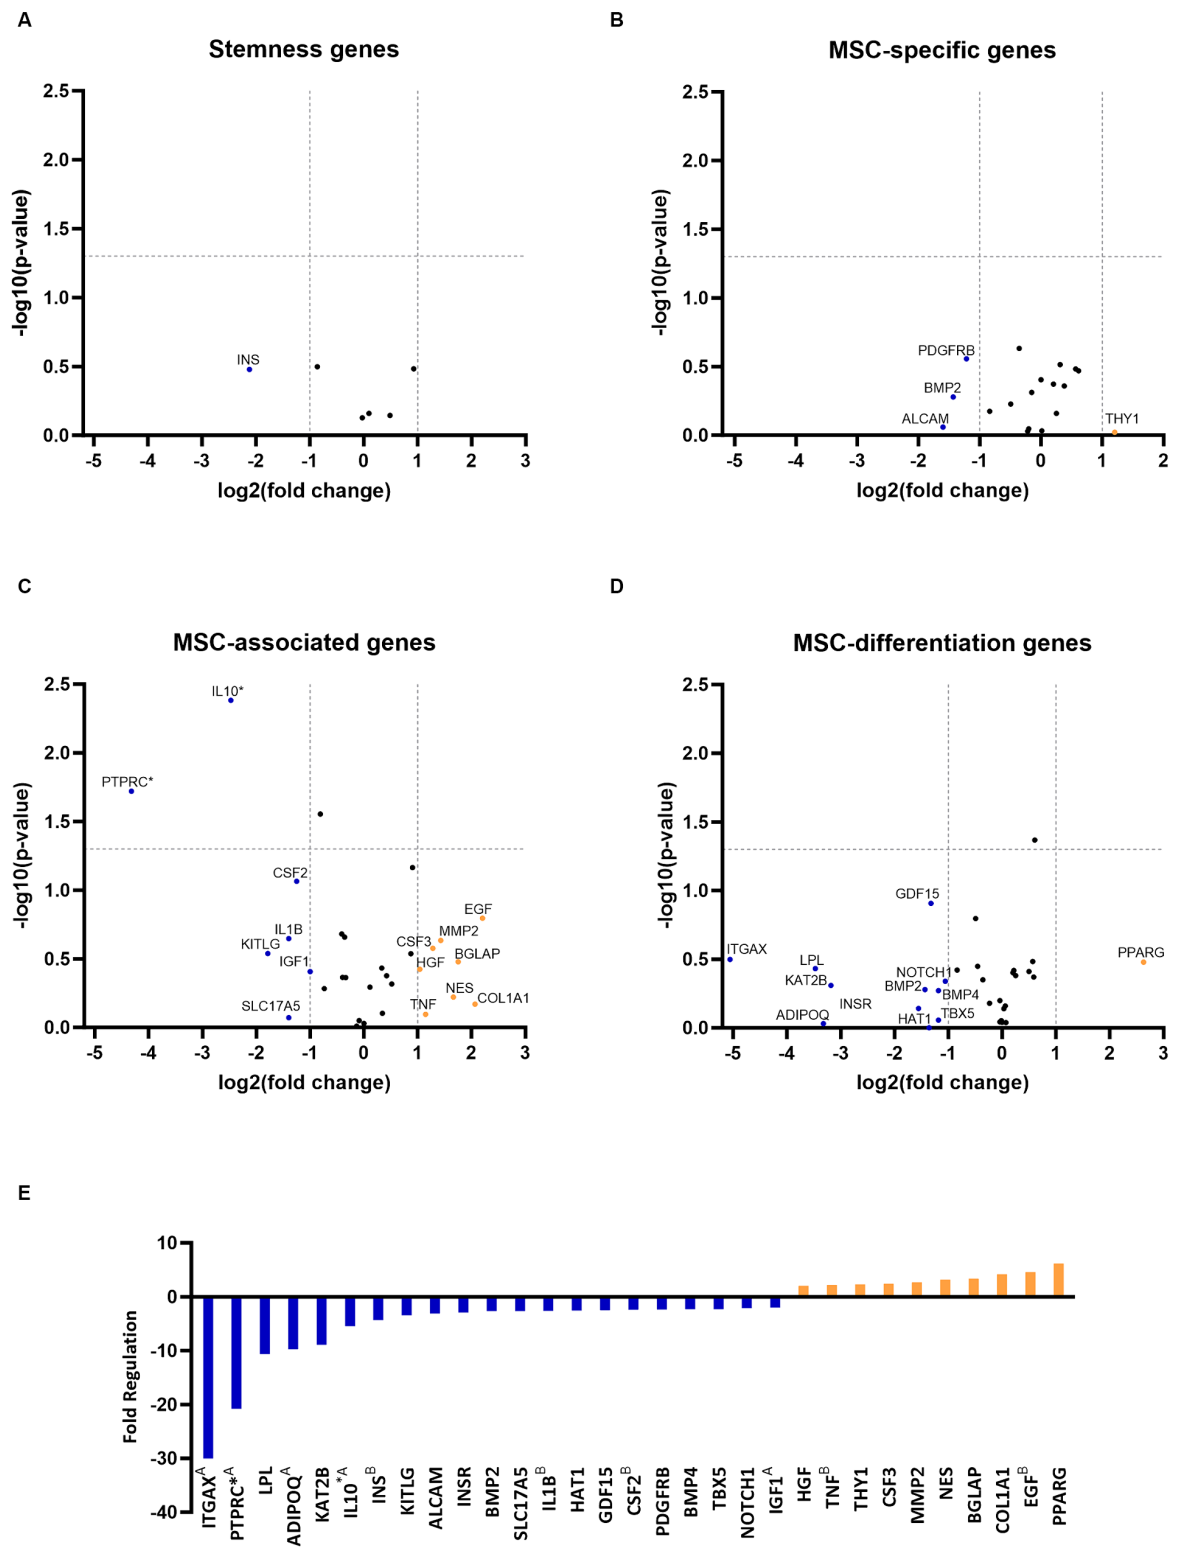 A
Stemness genes
2.5
2.0
1.5
1.0
0.5
0.0
-log10(p-value)
INS
-5 -4 -3 -2 -1 0 1 2 3
log2(fold change)
B
MSC-specific genes
2.5
2.0
1.5
1.0
0.5
0.0
-log10(p-value)
PDGFRB
BMP2
ALCAM
THY1
-5 -4 -3 -2 -1 0 1 2
log2(fold change)
C
MSC-associated genes
2.5
2.0
1.5
1.0
0.5
0.0
-log10(p-value)
IL10*
PTPRC*
CSF2
EGF
IL1B
MMP2
KITLG
CSF3
IGF1
HGF
BGLAP
NES
SLC17A5
TNF
COL1A1
-5 -4 -3 -2 -1 0 1 2 3
log2(fold change)
D
MSC-differentiation genes
2.5
2.0
1.5
1.0
0.5
0.0
-log10(p-value)
GDF15
ITGAX
PPARG
LPL
NOTCH1
KAT2B
BMP2
BMP4
INSR
ADIPOQ
HAT1
TBX5
-5 -4 -3 -2 -1 0 1 2 3
log2(fold change)
E
10
0
-10
-20
-30
-40
Fold Regulation
ITGAX^A
PTPRC*^A
LPL
ADIPOQ^A
KAT2B
IL10*^A
INS^B
KITLG
ALCAM
INSR
BMP2
SLC17A5
IL1B^B
HAT1
GDF15
CSF2^B
PDGFRB
BMP4
TBX5
NOTCH1
IGF1^A
HGF
TNF^B
THY1
CSF3
MMP2
NES
BGLAP
COL1A1
EGF^B
PPARG